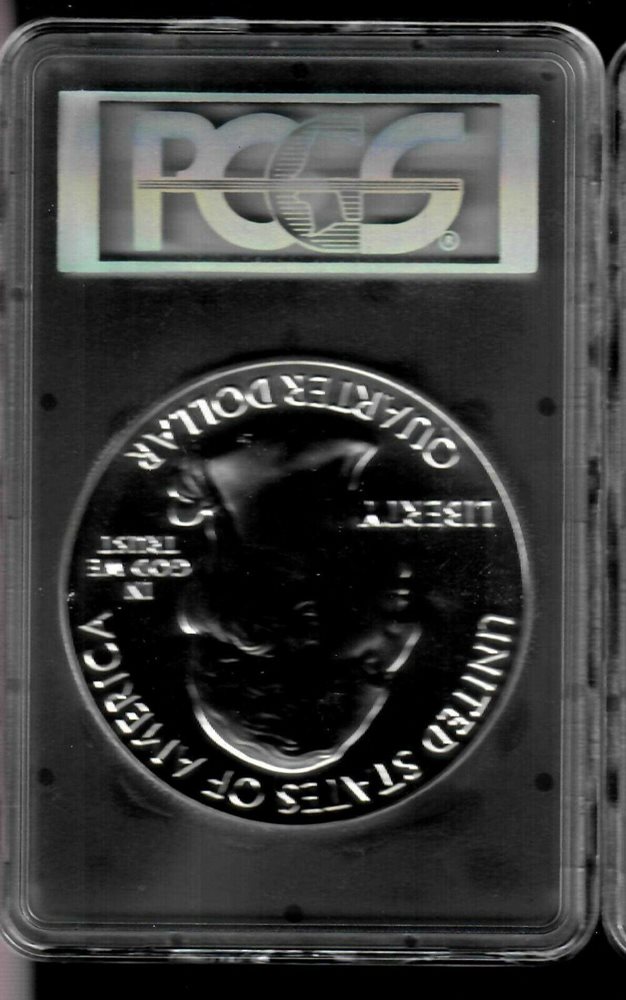 PCGS®
UNITED STATES OF AMERICA
LIBERTY
IN
GOD WE
TRUST
QUARTER DOLLAR